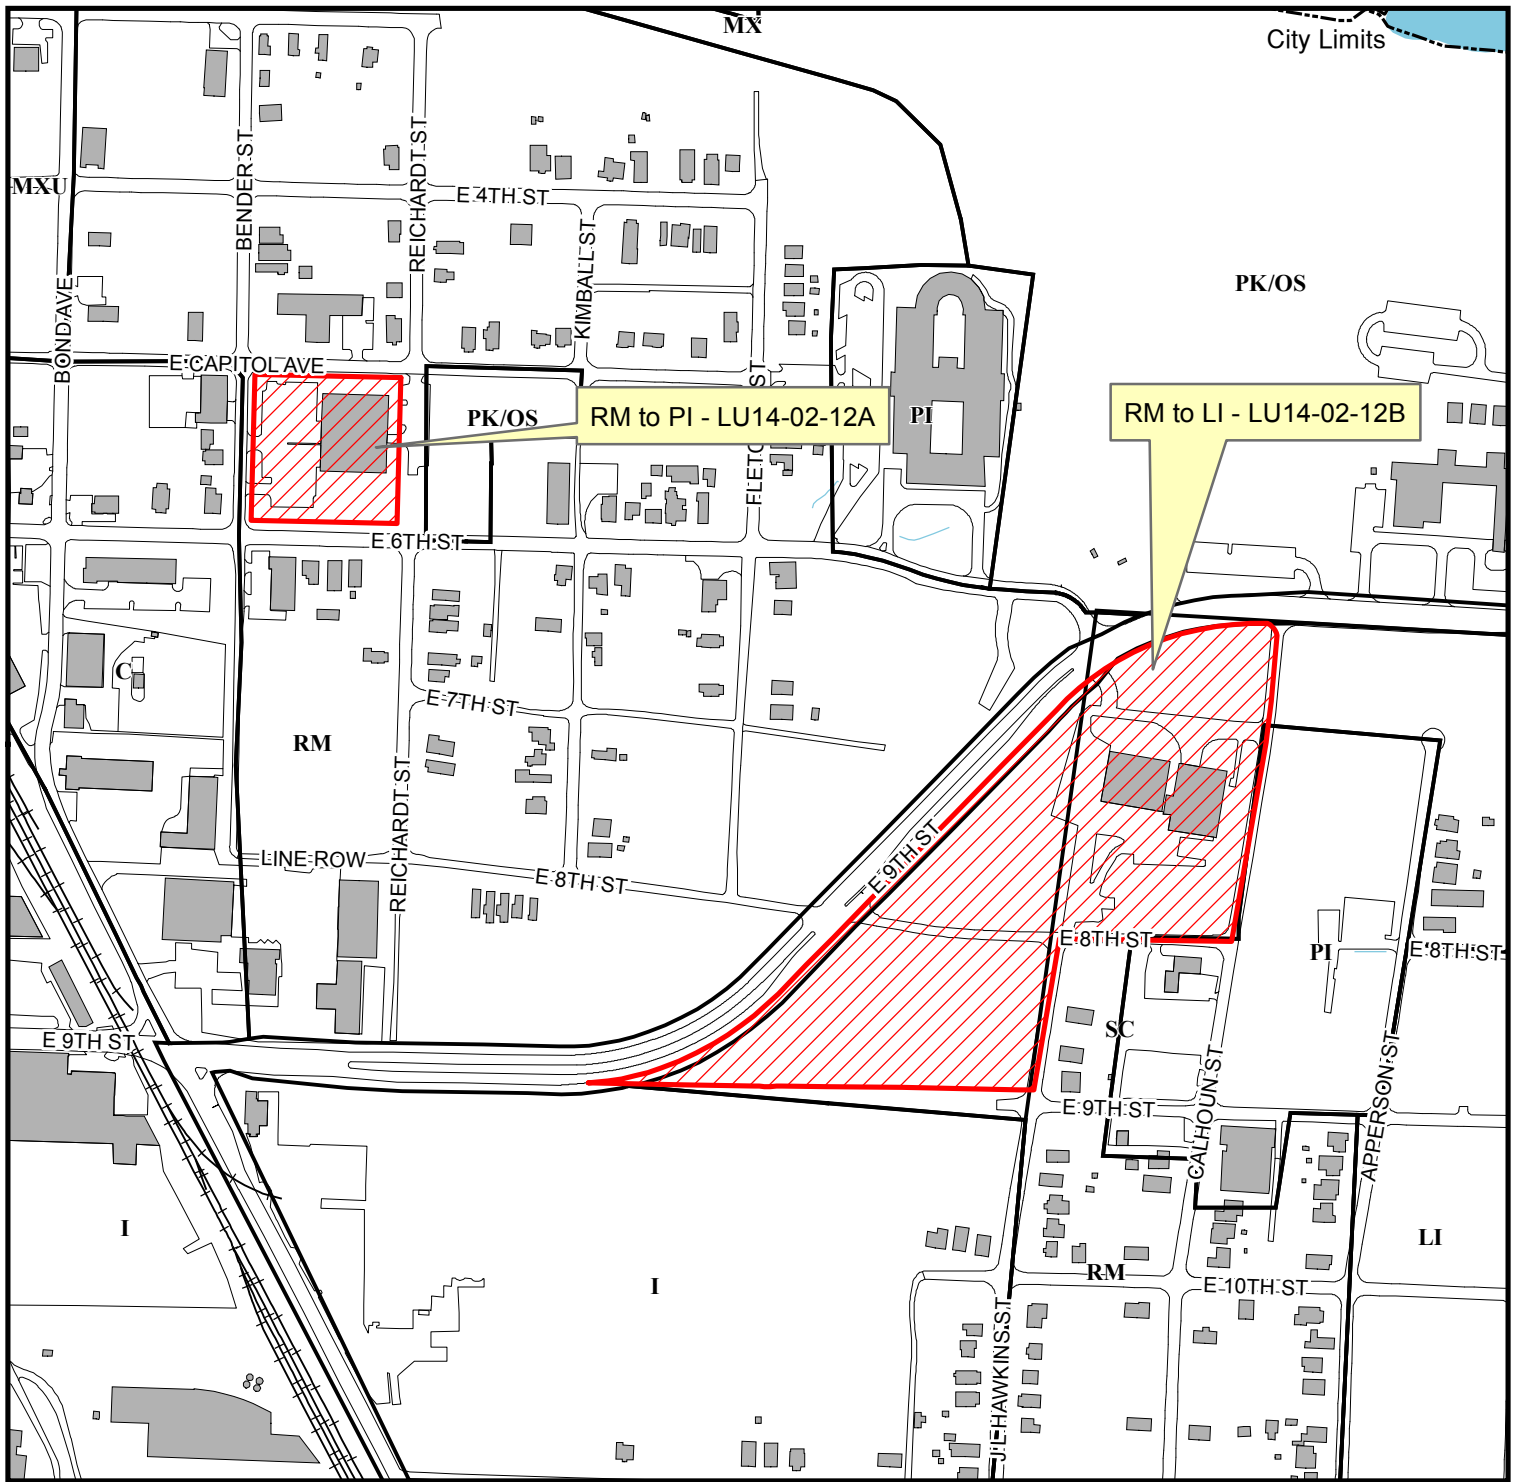 MX
City Limits
BENDER ST
REICHARDT ST
MXU
E 4TH ST
KIMBALL ST
BOND AVE
PK/OS
E CAPITOL AVE
PK/OS
RM to PI - LU14-02-12A
PI
RM to LI - LU14-02-12B
E 6TH ST
C
E 7TH ST
RM
REICHARDT ST
LINE ROW
E 8TH ST
E 9TH ST
E 8TH ST
PI
E 8TH ST
SC
E 9TH ST
CALHOUN ST
APPERSON ST
E 9TH ST
I
I
RM
E 10TH ST
LI
J E HAWKINS ST